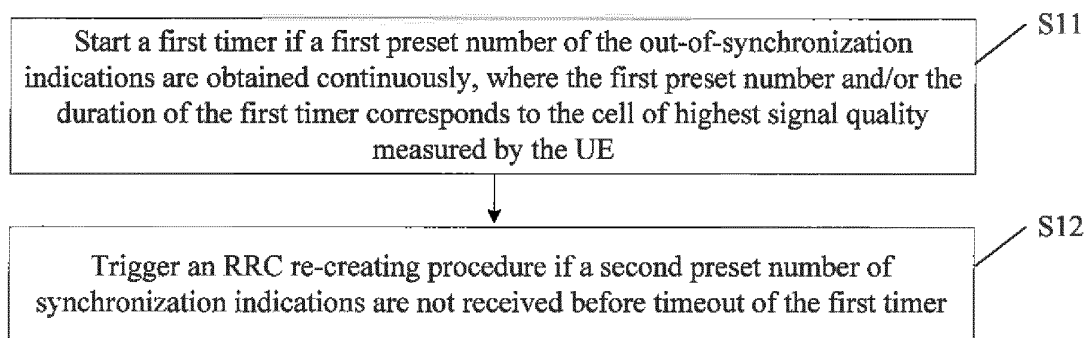 S11
Start a first timer if a first preset number of the out-of-synchronization
indications are obtained continuously, where the first preset number and/or the
duration of the first timer corresponds to the cell of highest signal quality
measured by the UE
S12
Trigger an RRC re-creating procedure if a second preset number of
synchronization indications are not received before timeout of the first timer